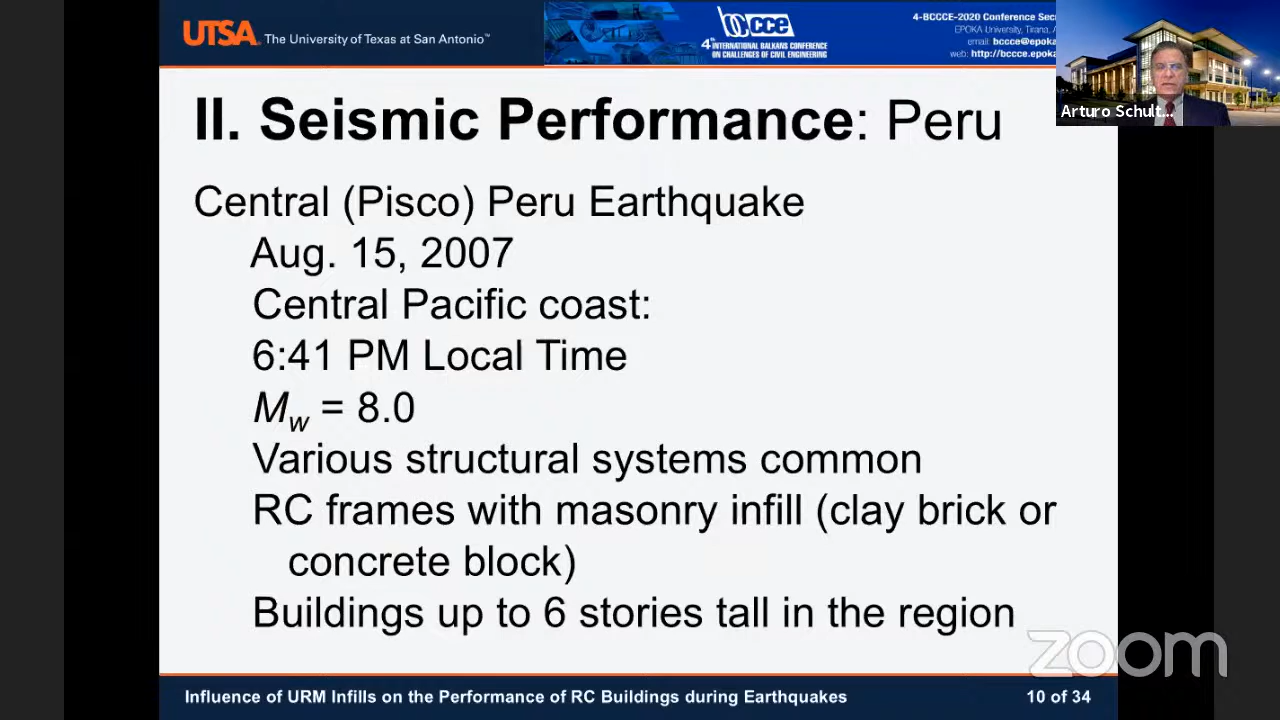 UTSA The University of Texas at San Antonio™
bccce
4th INTERNATIONAL BALKANS CONFERENCE
ON CHALLENGES OF CIVIL ENGINEERING
4-BCCCE-2020 Conference Sec
EPOKA University, Tirana, A
email: bccce@epoka
web: http://bccce.epoka
Arturo Schult...
II. Seismic Performance: Peru
Central (Pisco) Peru Earthquake
Aug. 15, 2007
Central Pacific coast:
6:41 PM Local Time
Mw = 8.0
Various structural systems common
RC frames with masonry infill (clay brick or
concrete block)
Buildings up to 6 stories tall in the region
zoom
Influence of URM Infills on the Performance of RC Buildings during Earthquakes
10 of 34